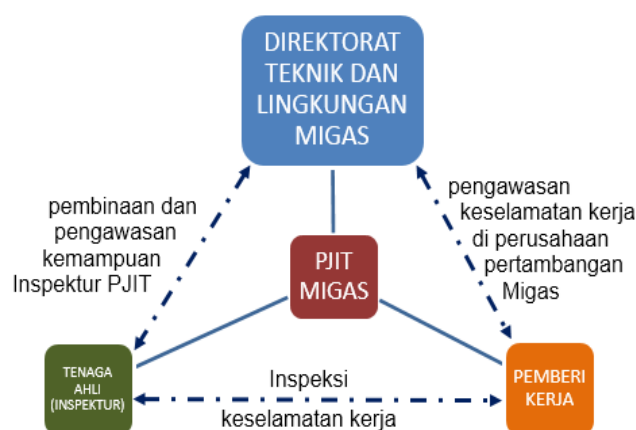 DIREKTORAT
TEKNIK DAN
LINGKUNGAN
MIGAS
pembinaan dan
pengawasan
kemampuan
Inspektur PJIT
pengawasan
keselamatan kerja
di perusahaan
pertambangan
Migas
PJIT
MIGAS
TENAGA
AHLI
(INSPEKTUR)
Inspeksi
keselamatan kerja
PEMBERI
KERJA